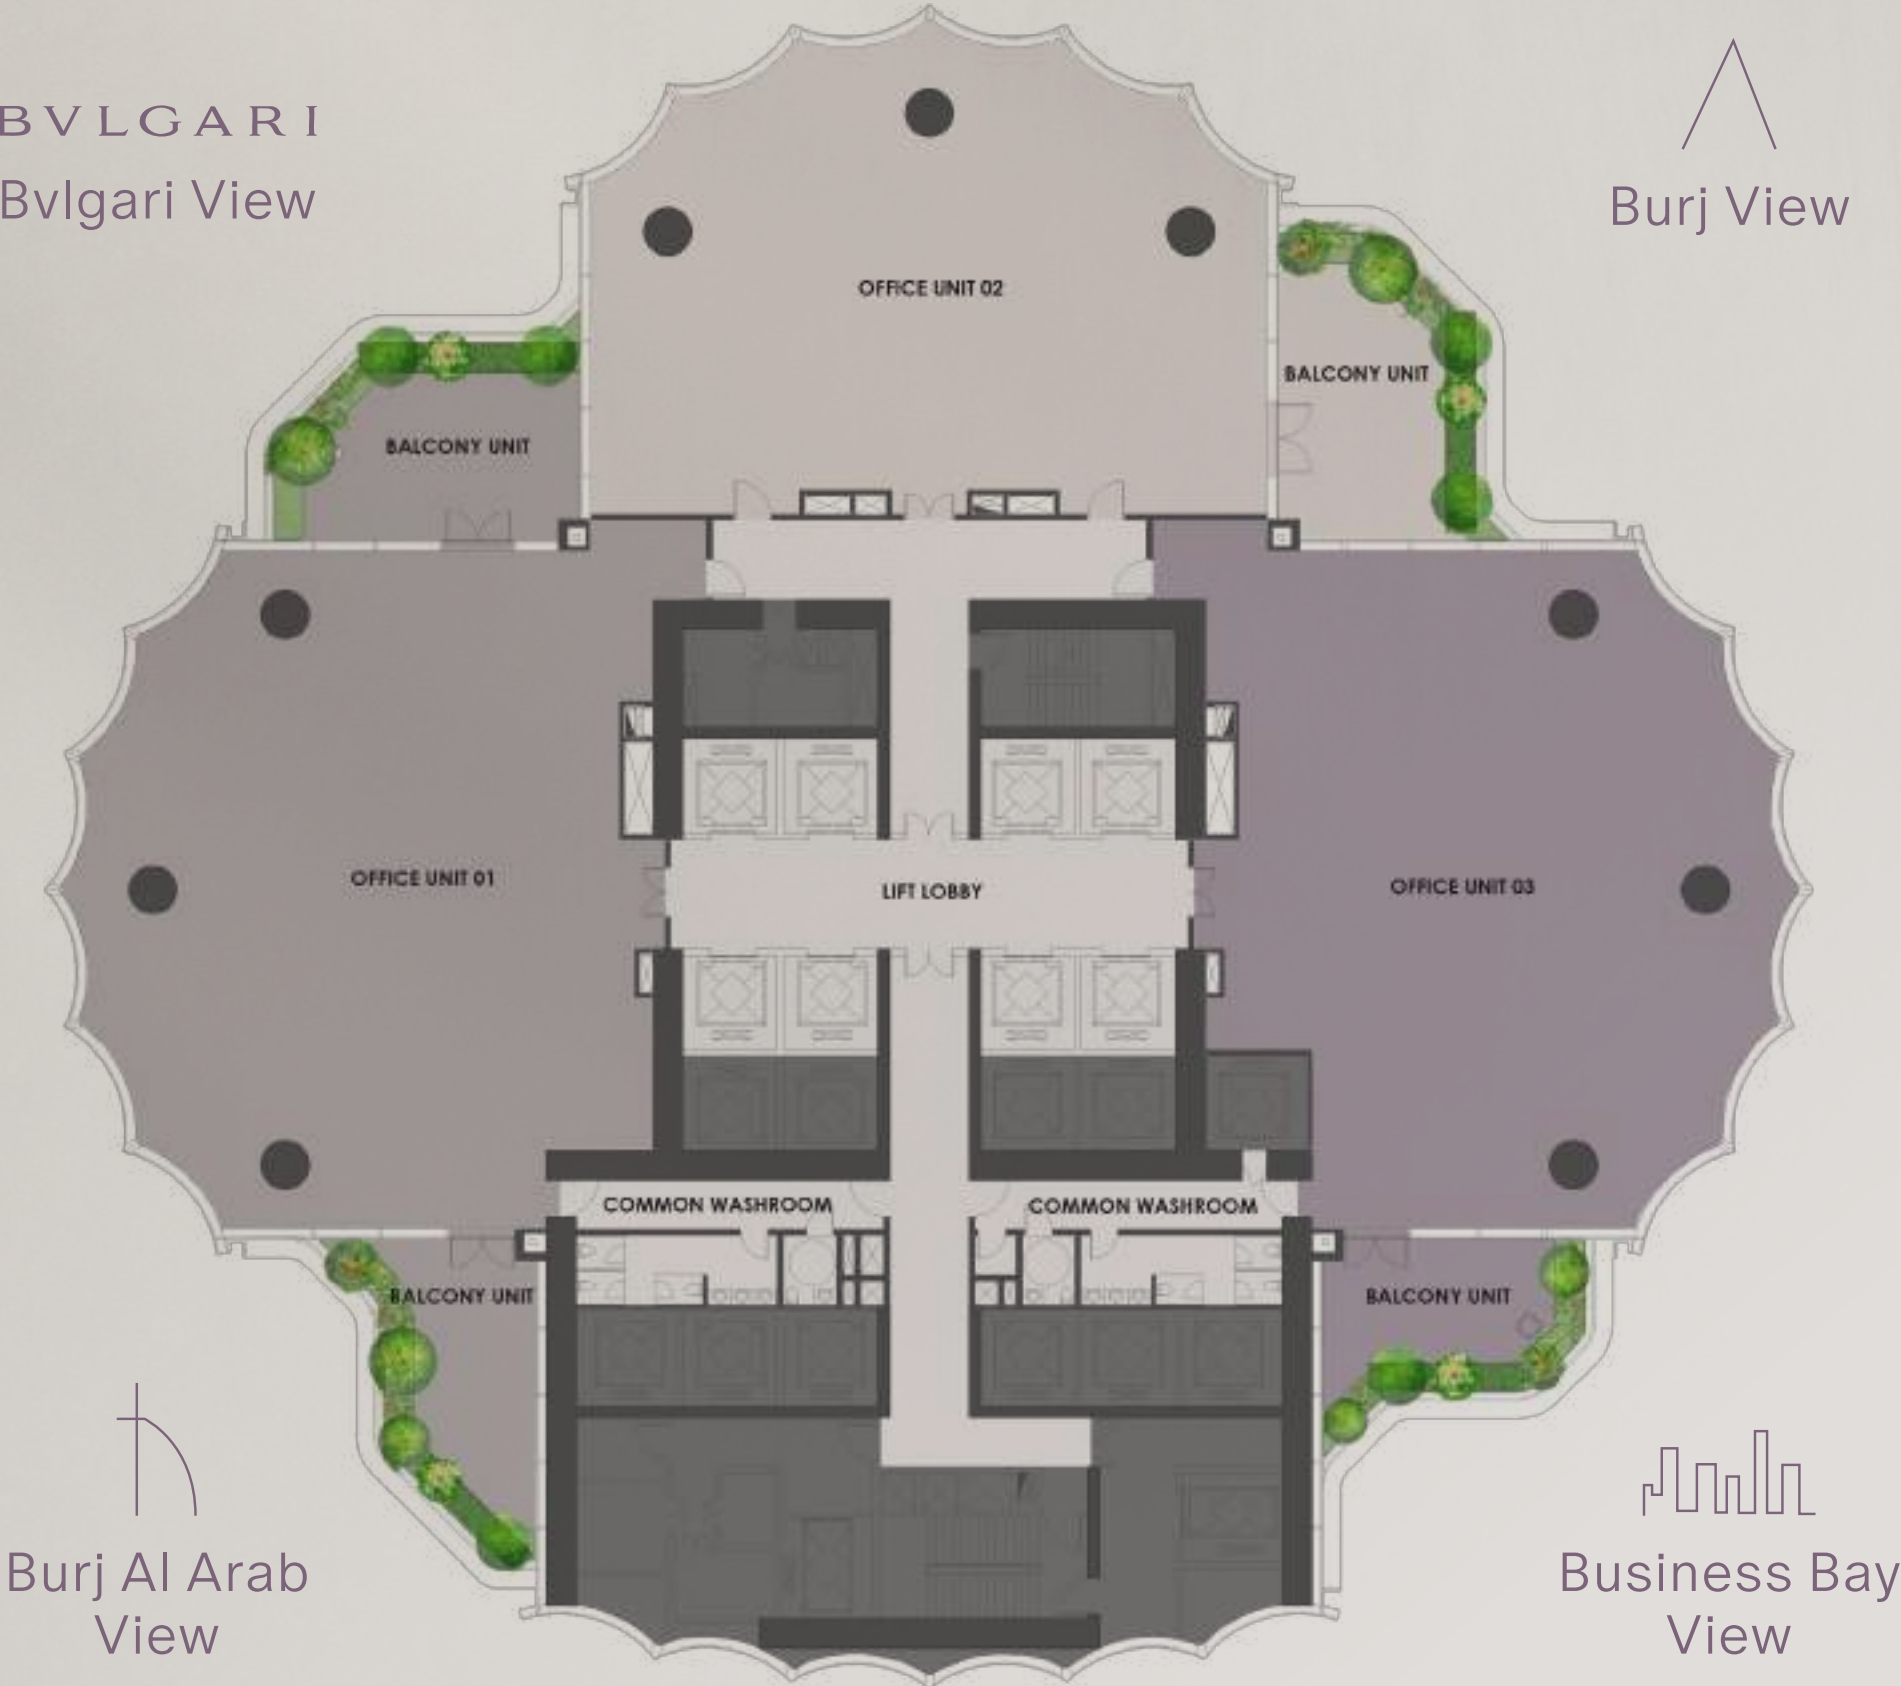 BVLGARI
Bvlgari View
Burj View
OFFICE UNIT 02
BALCONY UNIT
BALCONY UNIT
OFFICE UNIT 01
LIFT LOBBY
OFFICE UNIT 03
COMMON WASHROOM
COMMON WASHROOM
BALCONY UNIT
BALCONY UNIT
Burj Al Arab
View
Business Bay
View